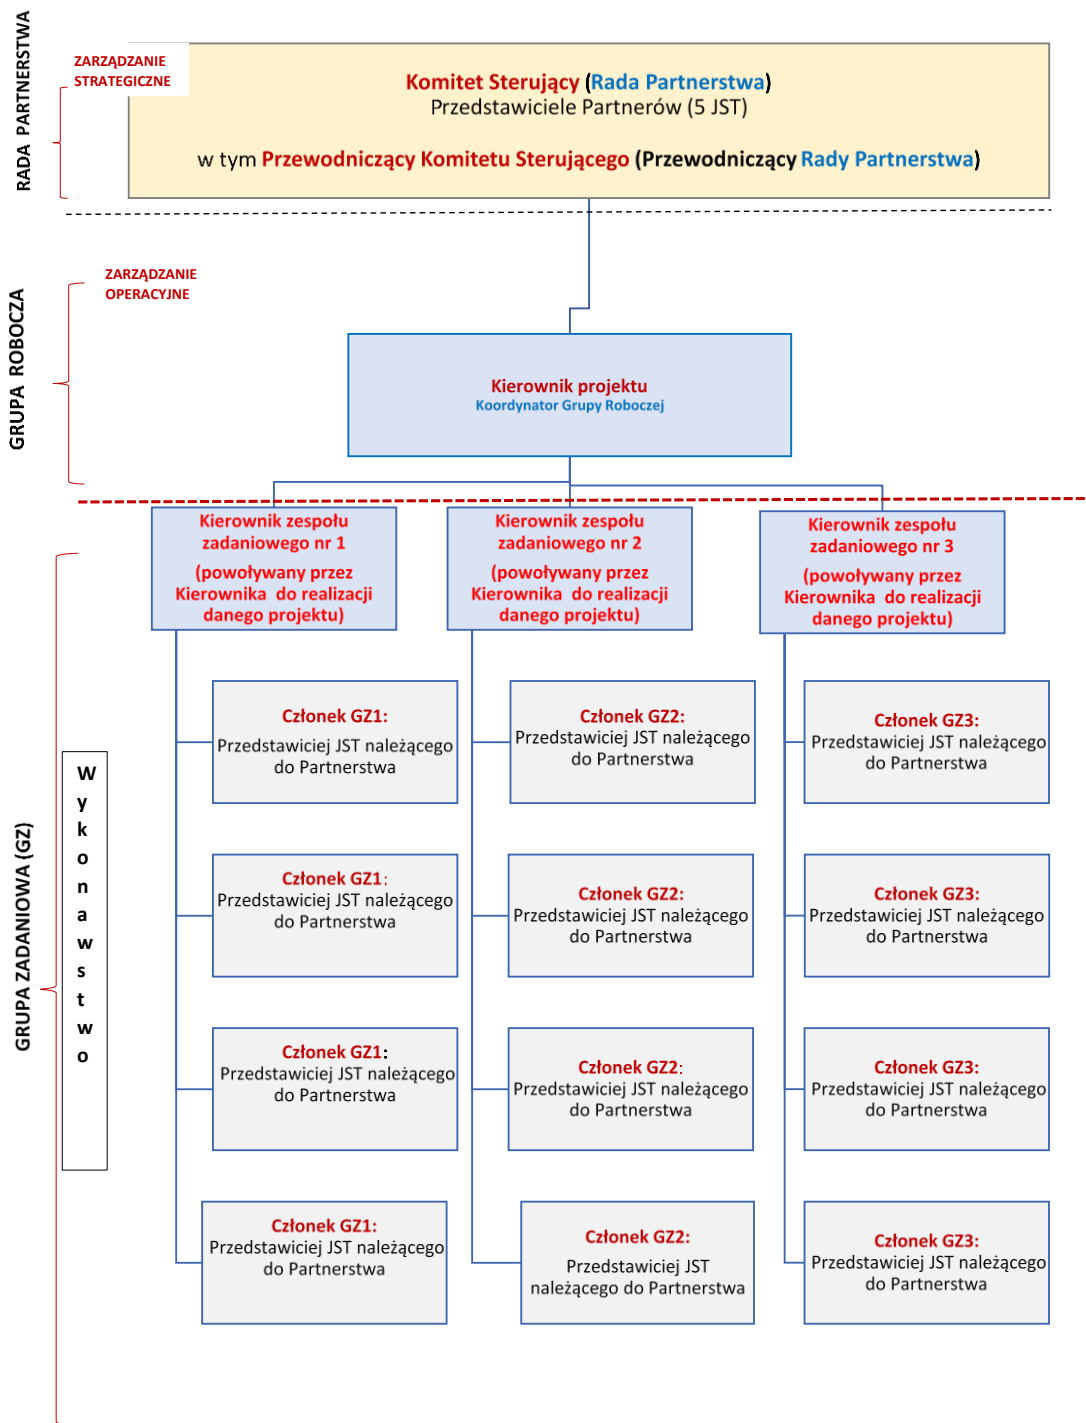 RADA PARTNERSTWA
ZARZĄDZANIE
STRATEGICZNE
Komitet Sterujący (Rada Partnerstwa)
Przedstawiciele Partnerów (5 JST)
w tym Przewodniczący Komitetu Sterującego (Przewodniczący Rady Partnerstwa)
GRUPA ROBOCZA
ZARZĄDZANIE
OPERACYJNE
Kierownik projektu
Koordynator Grupy Roboczej
Kierownik zespołu
zadaniowego nr 1
(powoływany przez
Kierownika do realizacji
danego projektu)
Kierownik zespołu
zadaniowego nr 2
(powoływany przez
Kierownika do realizacji
danego projektu)
Kierownik zespołu
zadaniowego nr 3
(powoływany przez
Kierownika do realizacji
danego projektu)
GRUPA ZADANIOWA (GZ)
Wykonawstwo
Członek GZ1:
Przedstawiciej JST należącego
do Partnerstwa
Członek GZ2:
Przedstawiciej JST należącego
do Partnerstwa
Członek GZ3:
Przedstawiciej JST należącego
do Partnerstwa
Członek GZ1:
Przedstawiciej JST należącego
do Partnerstwa
Członek GZ2:
Przedstawiciej JST należącego
do Partnerstwa
Członek GZ3:
Przedstawiciej JST należącego
do Partnerstwa
Członek GZ1:
Przedstawiciej JST należącego
do Partnerstwa
Członek GZ2:
Przedstawiciej JST należącego
do Partnerstwa
Członek GZ3:
Przedstawiciej JST należącego
do Partnerstwa
Członek GZ1:
Przedstawiciej JST należącego
do Partnerstwa
Członek GZ2:
Przedstawiciej JST
należącego do Partnerstwa
Członek GZ3:
Przedstawiciej JST należącego
do Partnerstwa